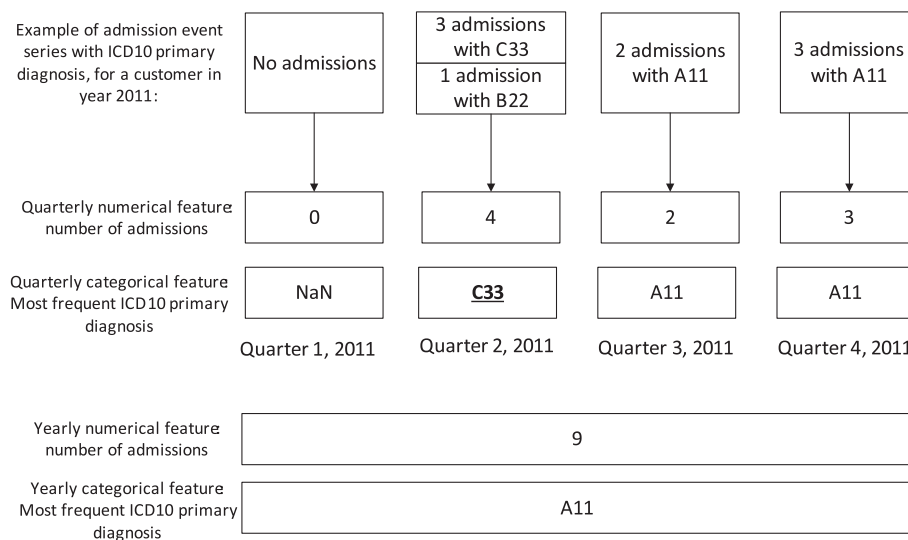 Example of admission event
series with ICD10 primary
diagnosis, for a customer in
year 2011:
No admissions
3 admissions
with C33
1 admission
with B22
2 admissions
with A11
3 admissions
with A11
Quarterly numerical feature:
number of admissions
0
4
2
3
Quarterly categorical feature:
Most frequent ICD10 primary
diagnosis
NaN
C33
A11
A11
Quarter 1, 2011
Quarter 2, 2011
Quarter 3, 2011
Quarter 4, 2011
Yearly numerical feature:
number of admissions
9
Yearly categorical feature:
Most frequent ICD10 primary
diagnosis
A11